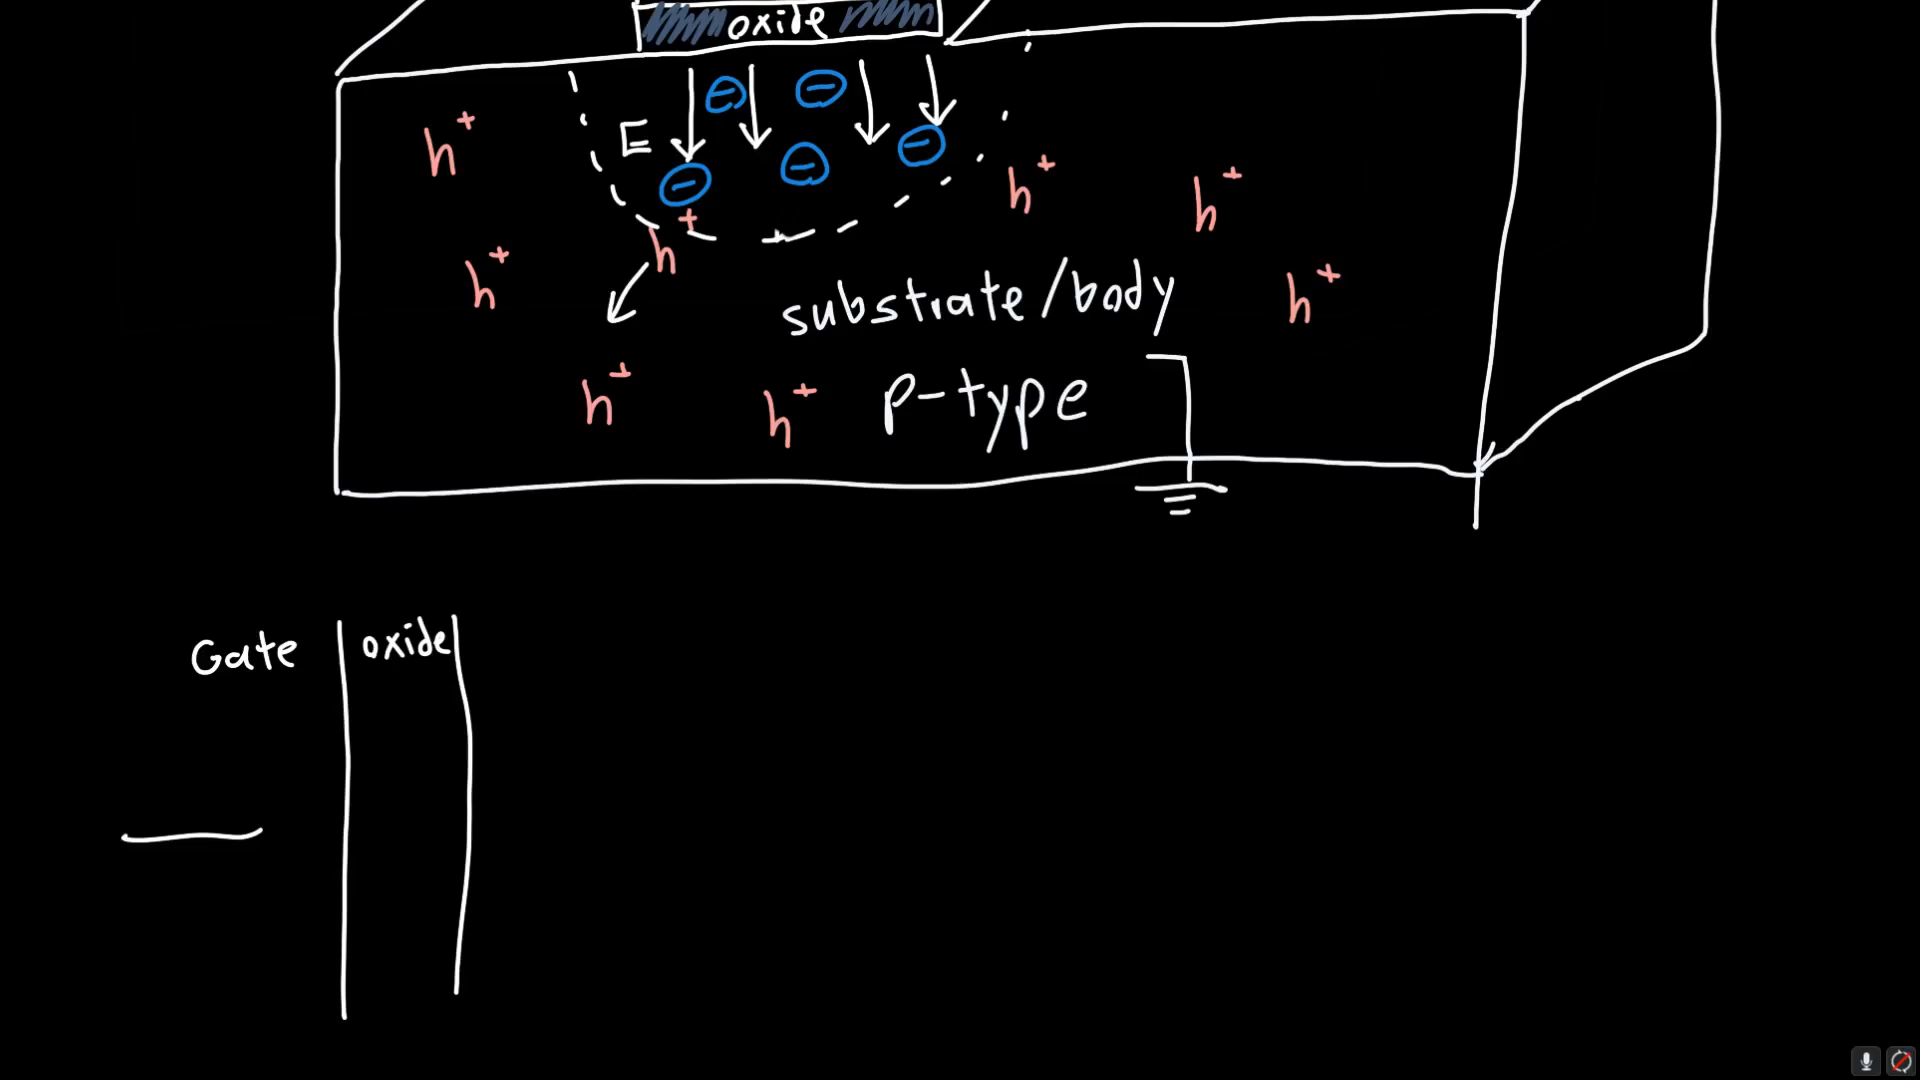 oxide
⊖ ⊖
h⁺ E ⊖ ⊖ ⊖ h⁺ h⁺
h⁺ h⁺ substrate/body h⁺
h⁺ h⁺ p-type
Gate oxide